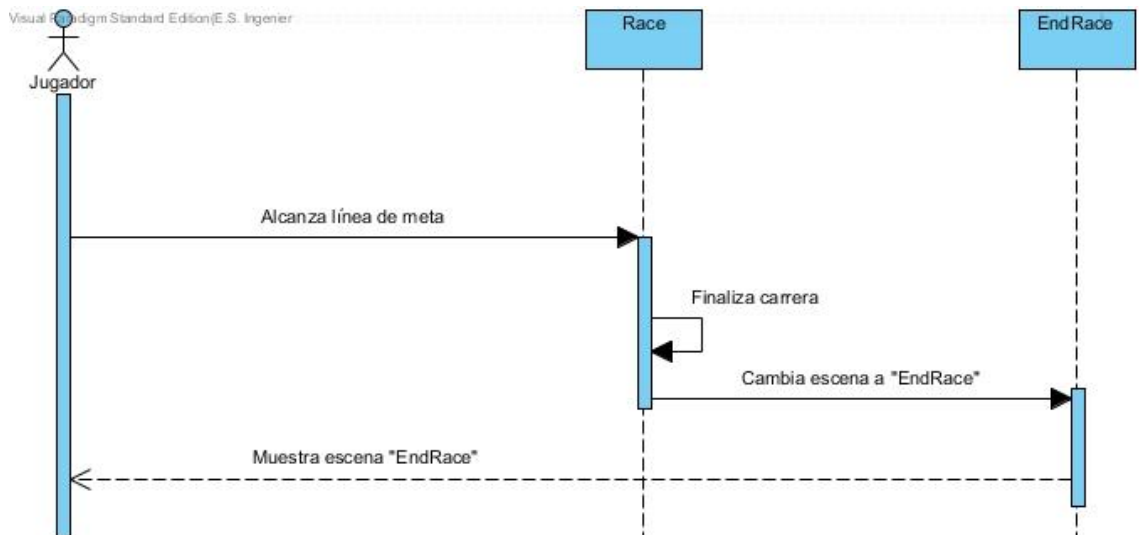 Visual Paradigm Standard Edition(E.S. Ingenier
Race
EndRace
Jugador
Alcanza línea de meta
Finaliza carrera
Cambia escena a "EndRace"
Muestra escena "EndRace"